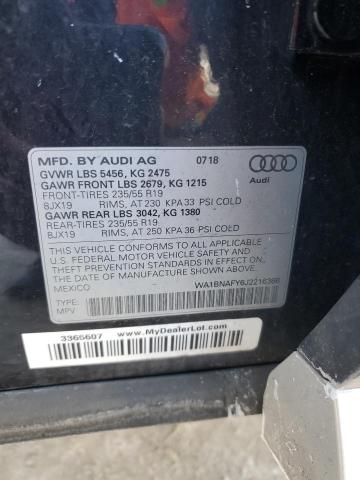 MFD. BY AUDI AG 0718
GVWR LBS 5456, KG 2475
GAWR FRONT LBS 2679, KG 1215
FRONT-TIRES 235/55 R19
8JX19 RIMS, AT 230 KPA 33 PSI COLD
GAWR REAR LBS 3042, KG 1380
REAR-TIRES 235/55 R19
8JX19 RIMS, AT 250 KPA 36 PSI COLD
Audi
THIS VEHICLE CONFORMS TO ALL APPLICABLE
U.S. FEDERAL MOTOR VEHICLE SAFETY AND
THEFT PREVENTION STANDARDS IN EFFECT ON
THE DATE OF MANUFACTURE SHOWN ABOVE.
MEXICO
WA1BNAFY6J2216366
TYPE:
MPV
3365607
www.MyDealerLot.com